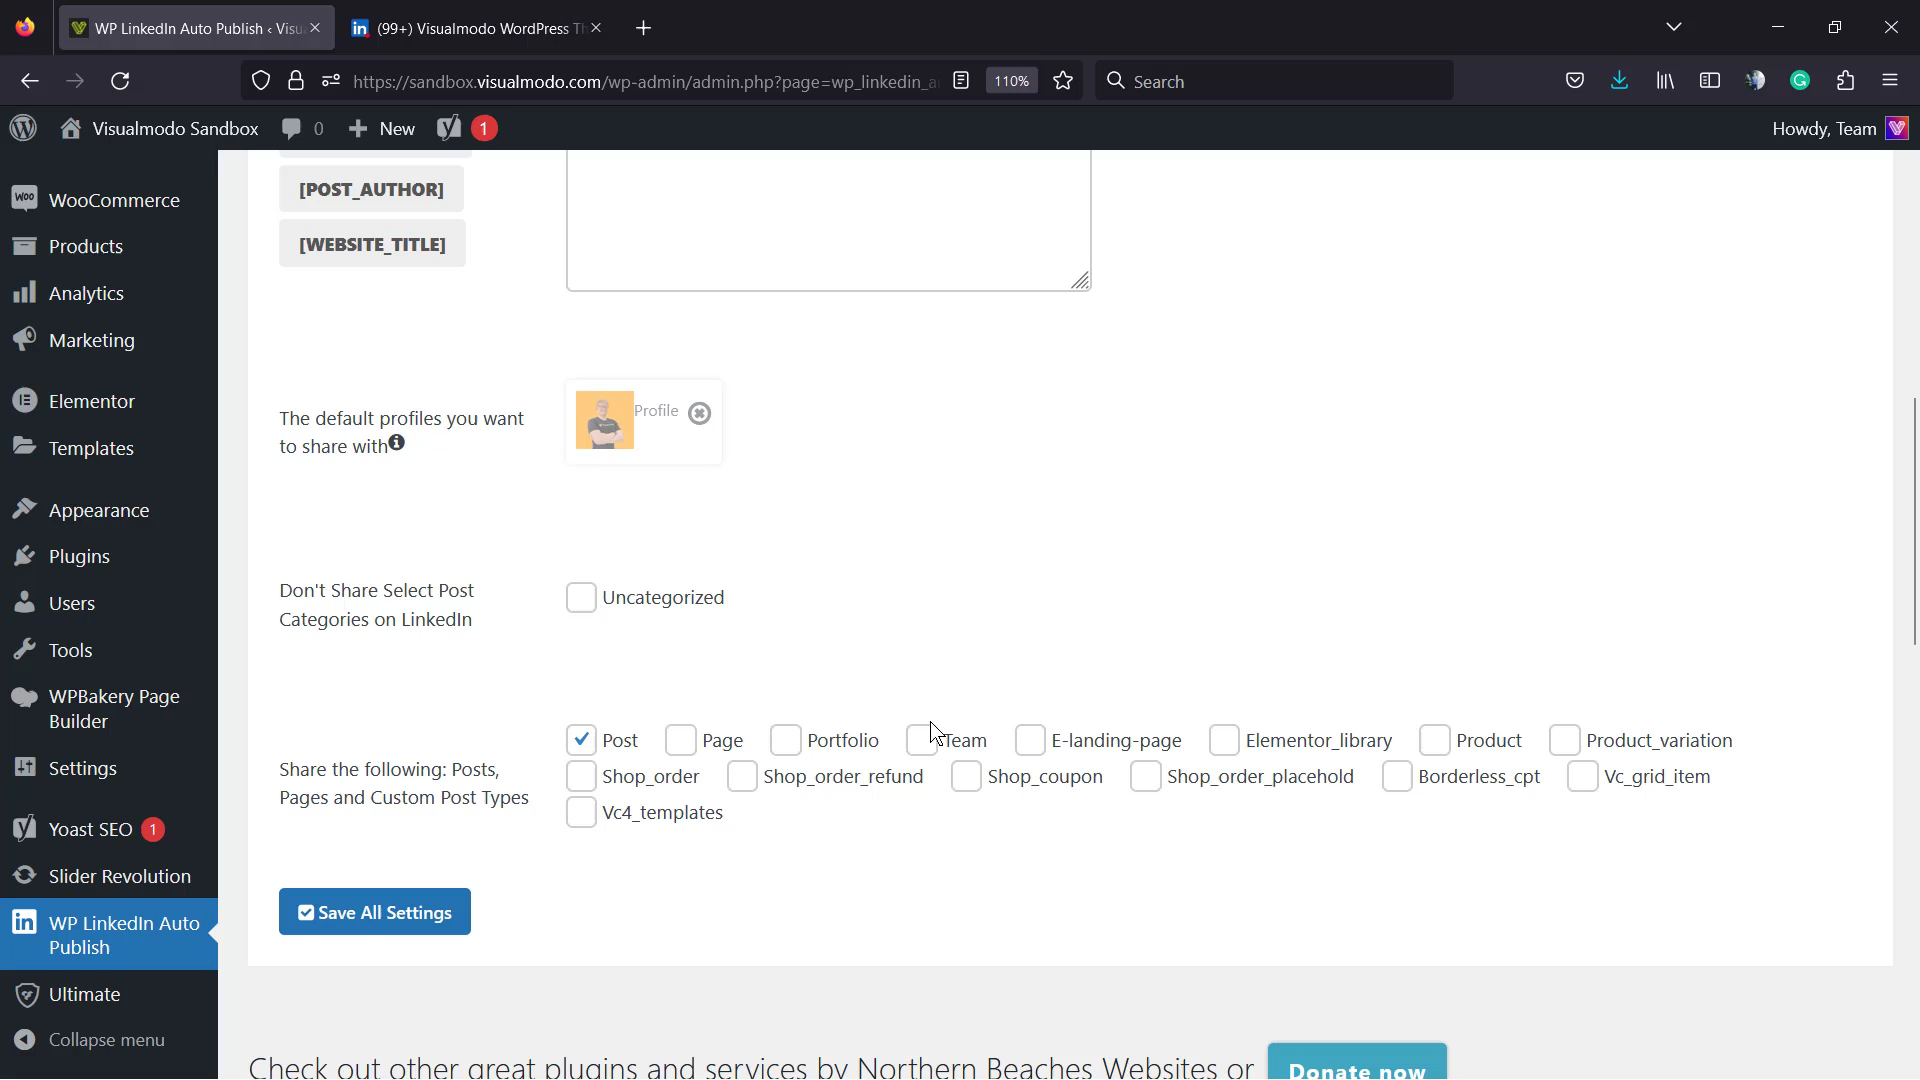 WP LinkedIn Auto Publish ‹ Visu
in (99+) Visualmodo WordPress Th
https://sandbox.visualmodo.com/wp-admin/admin.php?page=wp_linkedin_a
110%
Search
Visualmodo Sandbox
0
New
1
Howdy, Team
WooCommerce
Products
Analytics
Marketing
Elementor
Templates
Appearance
Plugins
Users
Tools
WPBakery Page
Builder
Settings
Yoast SEO 1
Slider Revolution
in WP LinkedIn Auto
Publish
Ultimate
Collapse menu
[POST_AUTHOR]
[WEBSITE_TITLE]
The default profiles you want
to share with
Profile
Don't Share Select Post
Categories on LinkedIn
Uncategorized
Share the following: Posts,
Pages and Custom Post Types
Post Page Portfolio Team E-landing-page Elementor_library Product Product_variation
Shop_order Shop_order_refund Shop_coupon Shop_order_placehold Borderless_cpt Vc_grid_item
Vc4_templates
Save All Settings
Check out other great plugins and services by Northern Beaches Websites or
Donate now